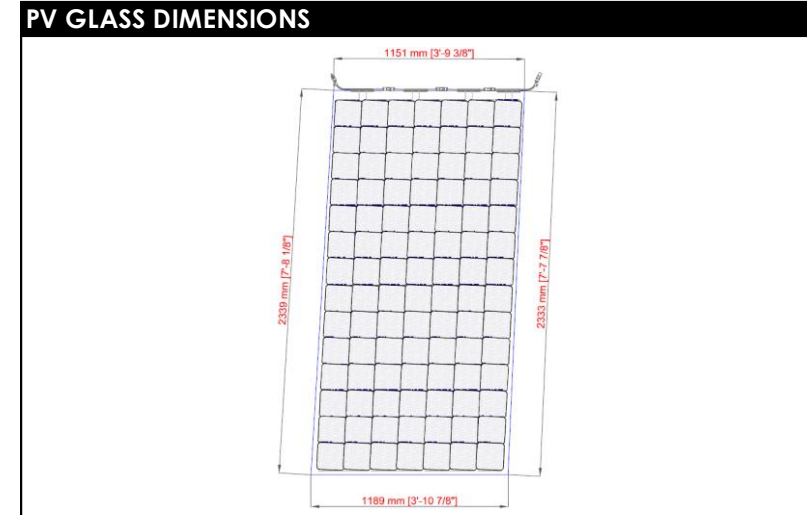 PV GLASS DIMENSIONS
1151 mm [3'-9 3/8"]
2339 mm [7'-8 1/8"]
2333 mm [7'-7 7/8"]
1189 mm [3'-10 7/8"]